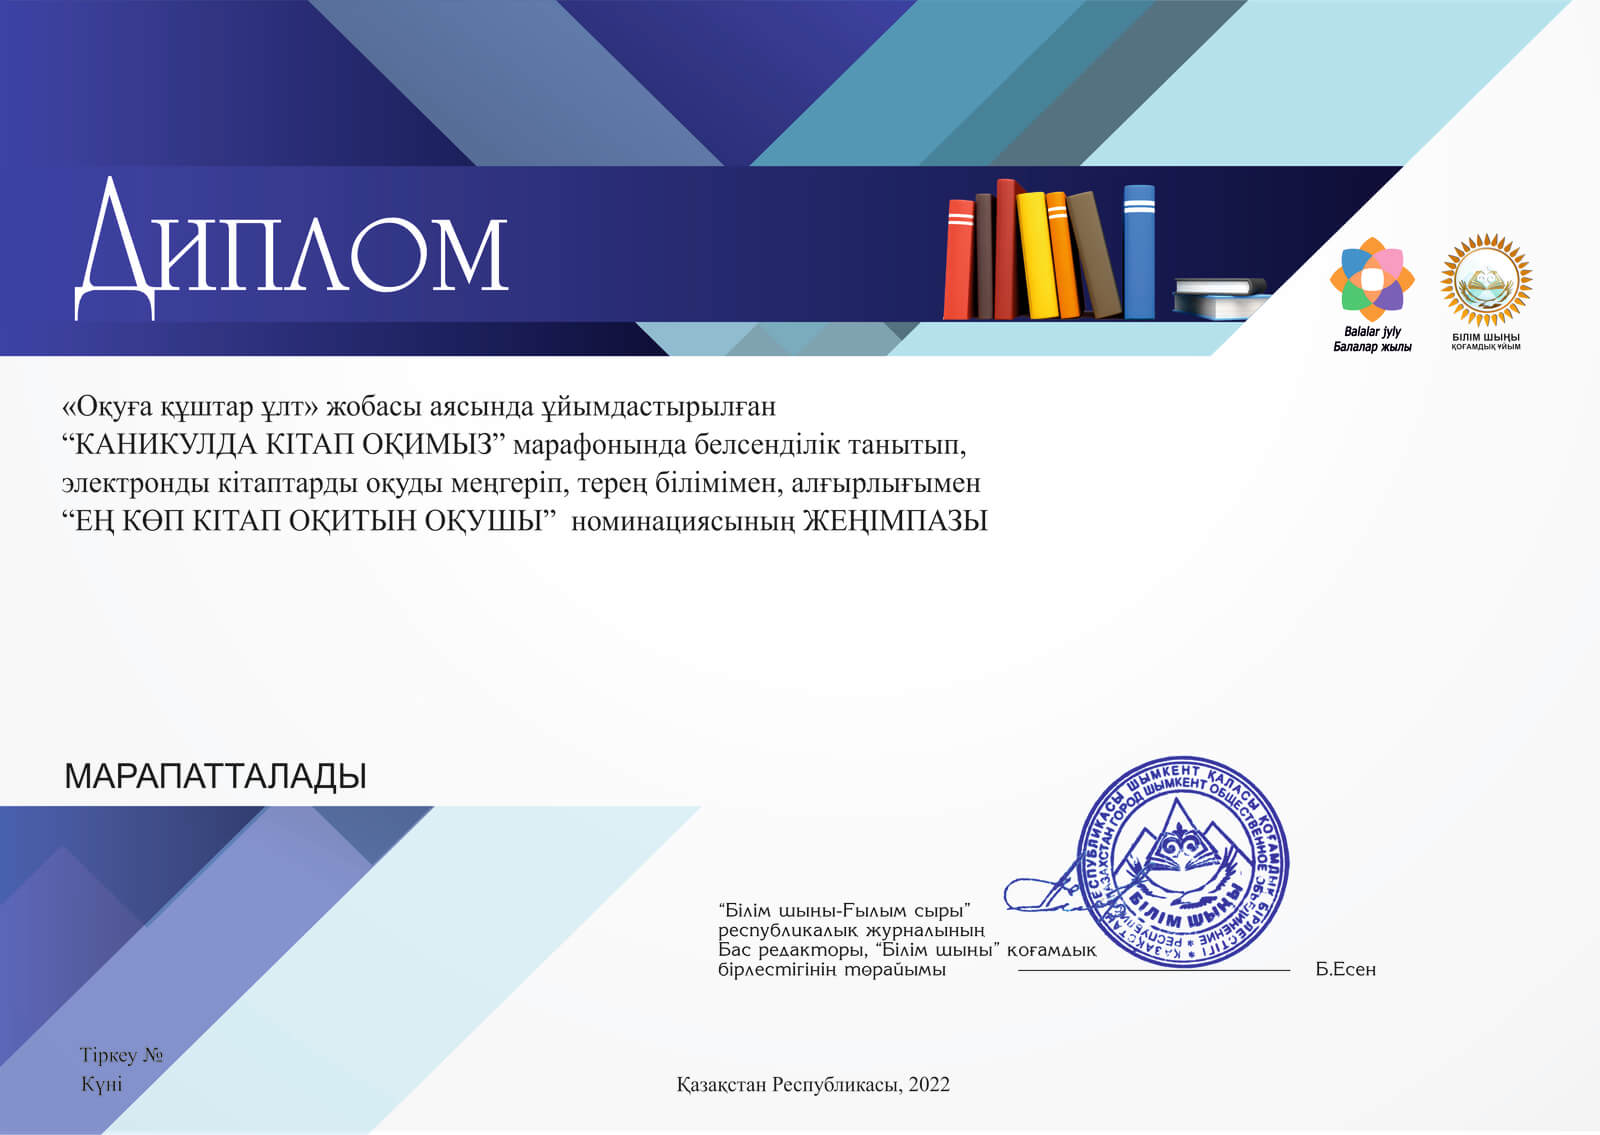 Диплом
Balalar jyly
Балалар жылы
БІЛІМ ШЫҢЫ
ҚОҒАМДЫҚ ҰЙЫМ
«Оқуға құштар ұлт» жобасы аясында ұйымдастырылған
“КАНИКУЛДА КІТАП ОҚИМЫЗ” марафонында белсенділік танытып,
электронды кітаптарды оқуды меңгеріп, терең білімімен, алғырлығымен
“ЕҢ КӨП КІТАП ОҚИТЫН ОҚУШЫ” номинациясының ЖЕҢІМПАЗЫ
МАРАПАТТАЛАДЫ
ҚАЗАҚСТАН РЕСПУБЛИКАСЫ ШЫМКЕНТ ҚАЛАСЫ ҚОҒАМДЫҚ БІРЛЕСТІГІ
РЕСПУБЛИКА КАЗАХСТАН ГОРОД ШЫМКЕНТ ОБЩЕСТВЕННОЕ ОБЪЕДИНЕНИЕ
БІЛІМ ШЫҢЫ
“Білім шыңы-Ғылым сыры”
республикалық журналының
Бас редакторы, “Білім шыңы” қоғамдық
бірлестігінің төрайымы
Б.Есен
Тіркеу №
Күні
Қазақстан Республикасы, 2022